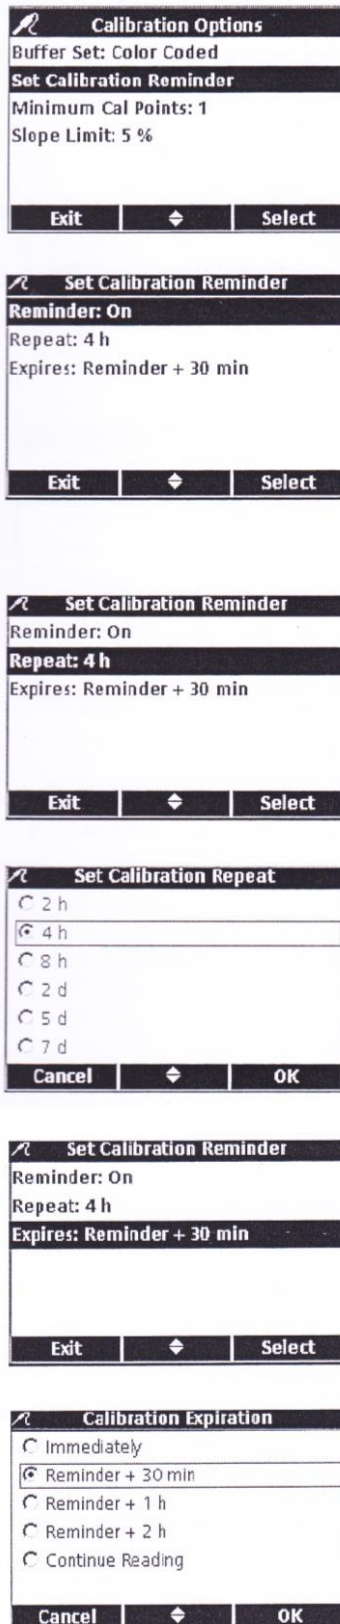 Calibration Options
Buffer Set: Color Coded
Set Calibration Reminder
Minimum Cal Points: 1
Slope Limit: 5 %
Exit Select
Set Calibration Reminder
Reminder: On
Repeat: 4 h
Expires: Reminder + 30 min
Exit Select
Set Calibration Reminder
Reminder: On
Repeat: 4 h
Expires: Reminder + 30 min
Exit Select
Set Calibration Repeat
2 h
4 h
8 h
2 d
5 d
7 d
Cancel OK
Set Calibration Reminder
Reminder: On
Repeat: 4 h
Expires: Reminder + 30 min
Exit Select
Calibration Expiration
Immediately
Reminder + 30 min
Reminder + 1 h
Reminder + 2 h
Continue Reading
Cancel OK